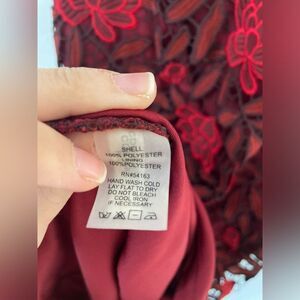 SHELL
100% POLYESTER
LINING
100% POLYESTER
RN#54163
HAND WASH COLD
LAY FLAT TO DRY
DO NOT BLEACH
COOL IRON
IF NECESSARY